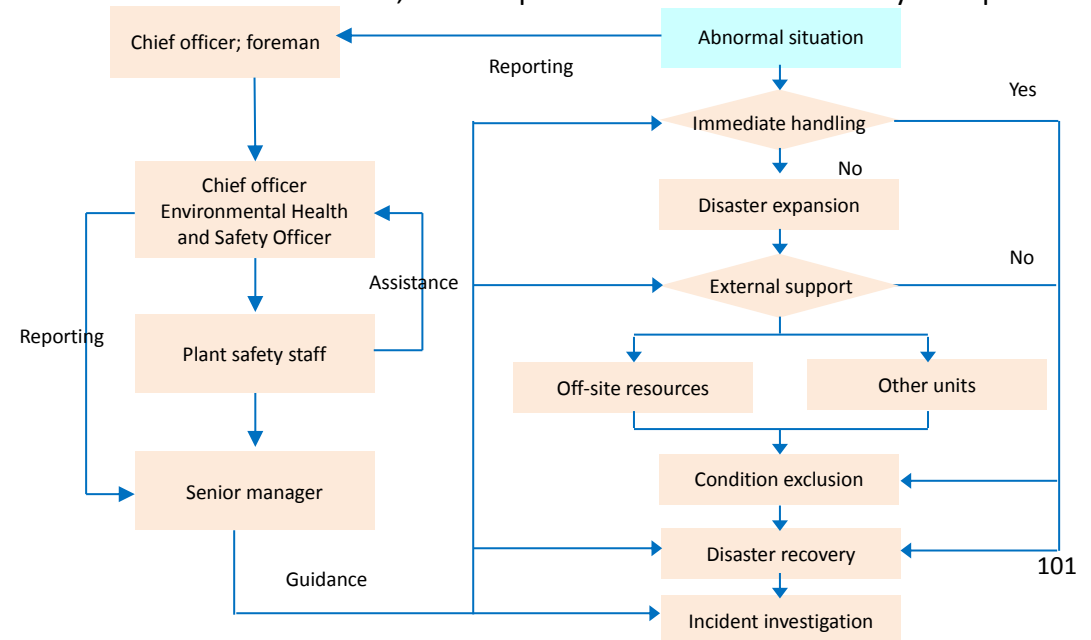 Chief officer; foreman
Abnormal situation
Reporting
Yes
Immediate handling
No
Chief officer
Environmental Health
and Safety Officer
Disaster expansion
No
Assistance
External support
Reporting
Plant safety staff
Off-site resources
Other units
Senior manager
Condition exclusion
Disaster recovery
101
Guidance
Incident investigation